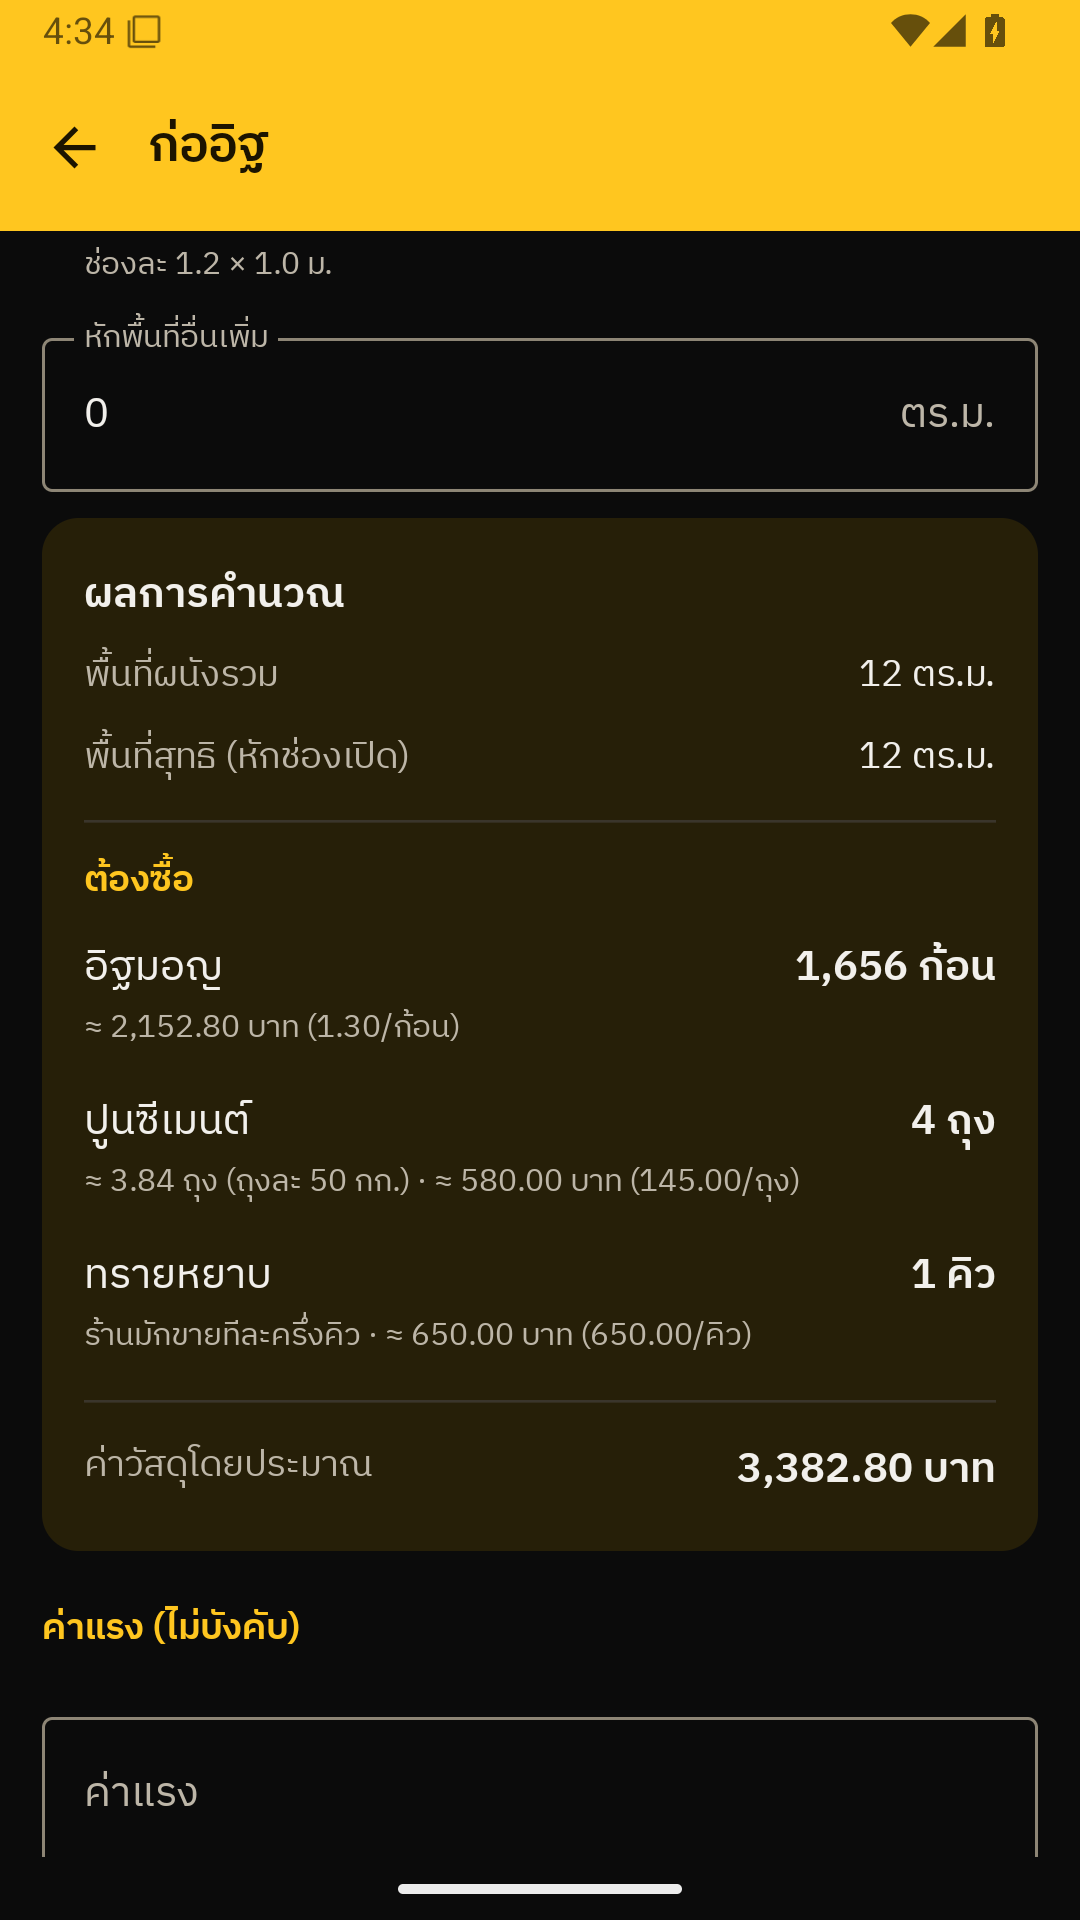 4:34
ก่ออิฐ
ช่องละ 1.2 × 1.0 ม.
หักพื้นที่อื่นเพิ่ม
0 ตร.ม.
ผลการคำนวณ
พื้นที่ผนังรวม 12 ตร.ม.
พื้นที่สุทธิ (หักช่องเปิด) 12 ตร.ม.
ต้องซื้อ
อิฐมอญ 1,656 ก้อน
≈ 2,152.80 บาท (1.30/ก้อน)
ปูนซีเมนต์ 4 ถุง
≈ 3.84 ถุง (ถุงละ 50 กก.) · ≈ 580.00 บาท (145.00/ถุง)
ทรายหยาบ 1 คิว
ร้านมักขายทีละครึ่งคิว · ≈ 650.00 บาท (650.00/คิว)
ค่าวัสดุโดยประมาณ 3,382.80 บาท
ค่าแรง (ไม่บังคับ)
ค่าแรง